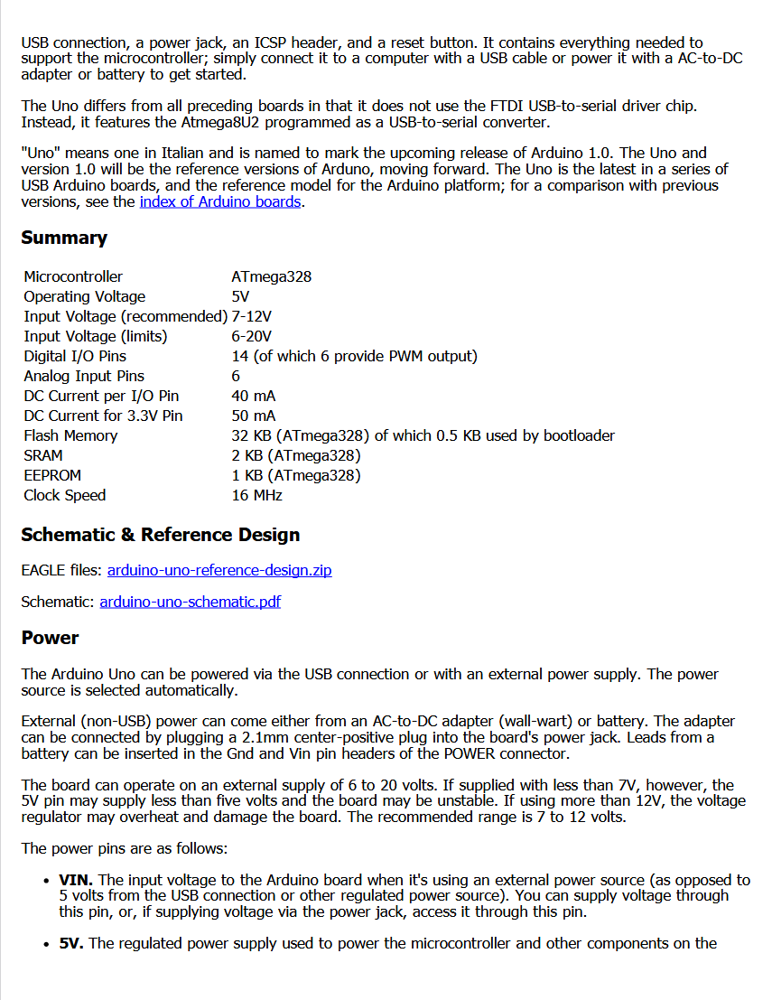 USB connection, a power jack, an ICSP header, and a reset button. It contains everything needed to
support the microcontroller; simply connect it to a computer with a USB cable or power it with a AC-to-DC
adapter or battery to get started.
The Uno differs from all preceding boards in that it does not use the FTDI USB-to-serial driver chip.
Instead, it features the Atmega8U2 programmed as a USB-to-serial converter.
"Uno" means one in Italian and is named to mark the upcoming release of Arduino 1.0. The Uno and
version 1.0 will be the reference versions of Arduno, moving forward. The Uno is the latest in a series of
USB Arduino boards, and the reference model for the Arduino platform; for a comparison with previous
versions, see the index of Arduino boards.
Summary
Microcontroller ATmega328
Operating Voltage 5V
Input Voltage (recommended) 7-12V
Input Voltage (limits) 6-20V
Digital I/O Pins 14 (of which 6 provide PWM output)
Analog Input Pins 6
DC Current per I/O Pin 40 mA
DC Current for 3.3V Pin 50 mA
Flash Memory 32 KB (ATmega328) of which 0.5 KB used by bootloader
SRAM 2 KB (ATmega328)
EEPROM 1 KB (ATmega328)
Clock Speed 16 MHz
Schematic & Reference Design
EAGLE files: arduino-uno-reference-design.zip
Schematic: arduino-uno-schematic.pdf
Power
The Arduino Uno can be powered via the USB connection or with an external power supply. The power
source is selected automatically.
External (non-USB) power can come either from an AC-to-DC adapter (wall-wart) or battery. The adapter
can be connected by plugging a 2.1mm center-positive plug into the board's power jack. Leads from a
battery can be inserted in the Gnd and Vin pin headers of the POWER connector.
The board can operate on an external supply of 6 to 20 volts. If supplied with less than 7V, however, the
5V pin may supply less than five volts and the board may be unstable. If using more than 12V, the voltage
regulator may overheat and damage the board. The recommended range is 7 to 12 volts.
The power pins are as follows:
• VIN. The input voltage to the Arduino board when it's using an external power source (as opposed to
5 volts from the USB connection or other regulated power source). You can supply voltage through
this pin, or, if supplying voltage via the power jack, access it through this pin.
• 5V. The regulated power supply used to power the microcontroller and other components on the